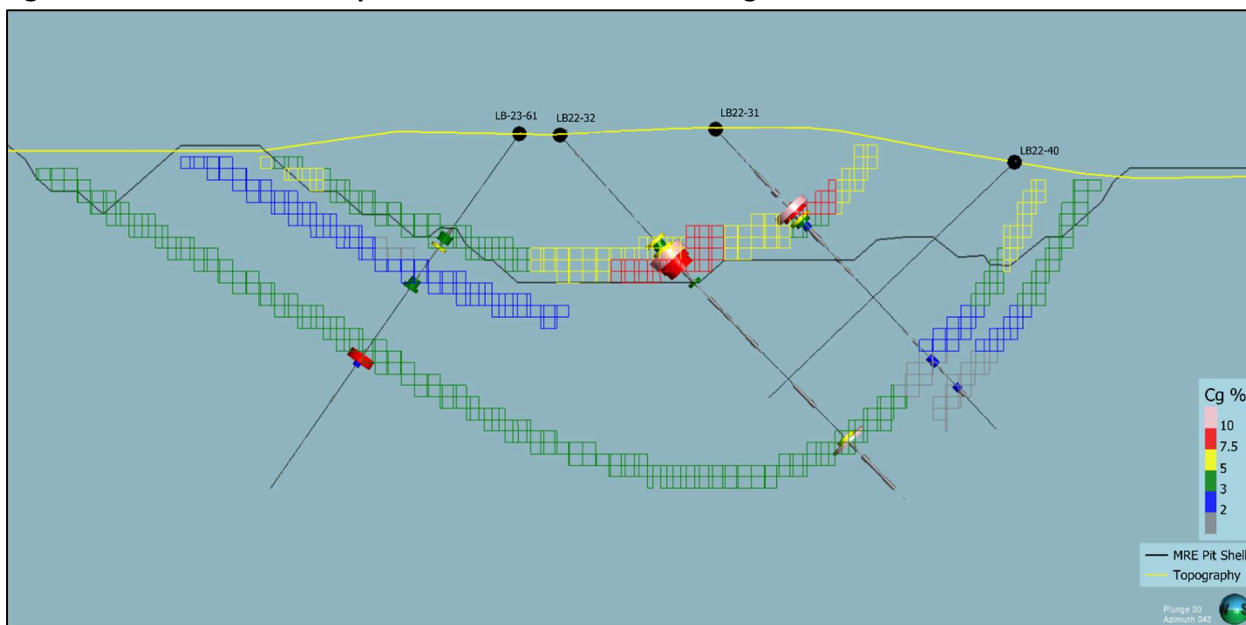 LB-23-61
LB22-32
LB22-31
LB22-40
Cg %
10
7.5
5
3
2
MRE Pit Shell
Topography
Plunge 00
Azimuth 043